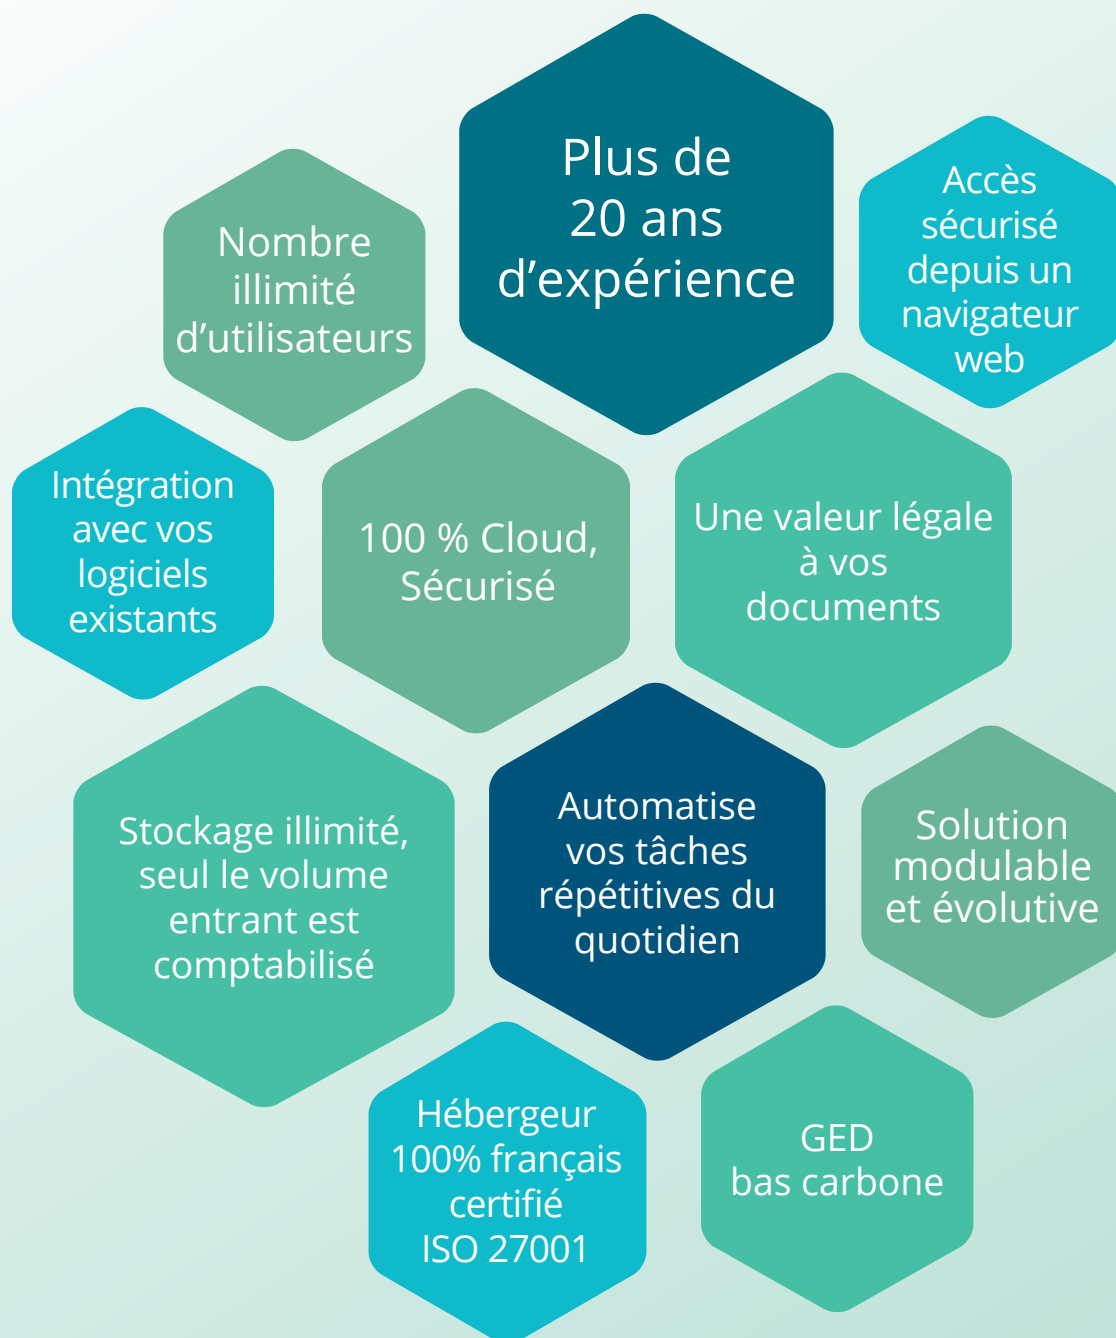 Plus de
20 ans
d’expérience
Nombre
illimité
d’utilisateurs
Accès
sécurisé
depuis un
navigateur
web
Intégration
avec vos
logiciels
existants
100 % Cloud,
Sécurisé
Une valeur légale
à vos
documents
Stockage illimité,
seul le volume
entrant est
comptabilisé
Automatise
vos tâches
répétitives du
quotidien
Solution
modulable
et évolutive
Hébergeur
100% français
certifié
ISO 27001
GED
bas carbone